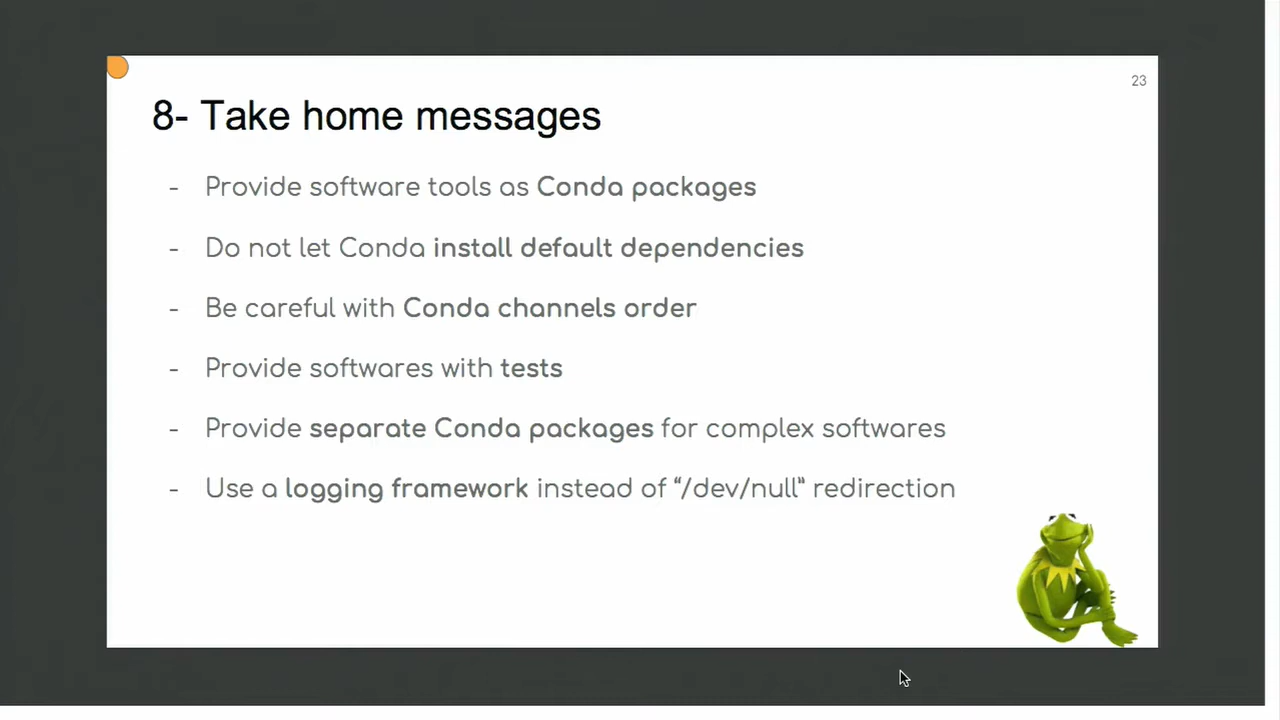 23
8- Take home messages
- Provide software tools as Conda packages
- Do not let Conda install default dependencies
- Be careful with Conda channels order
- Provide softwares with tests
- Provide separate Conda packages for complex softwares
- Use a logging framework instead of “/dev/null” redirection